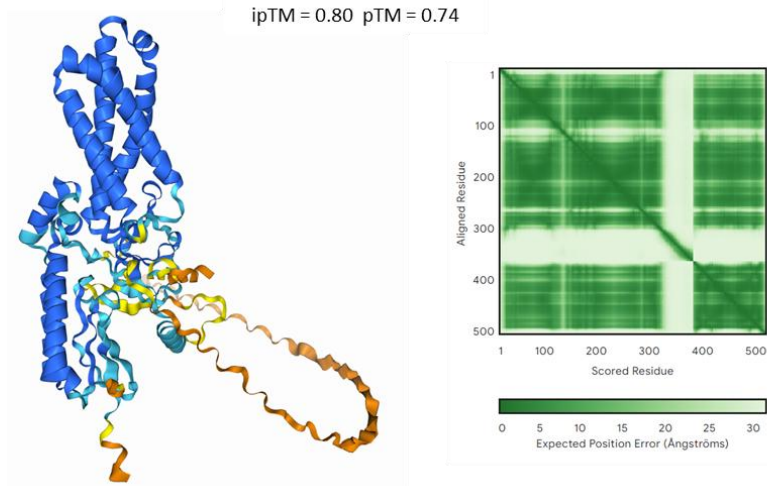 ipTM = 0.80 pTM = 0.74
1
100
200
300
400
500
Aligned Residue
1 100 200 300 400 500
Scored Residue
0 5 10 15 20 25 30
Expected Position Error (Ångströms)